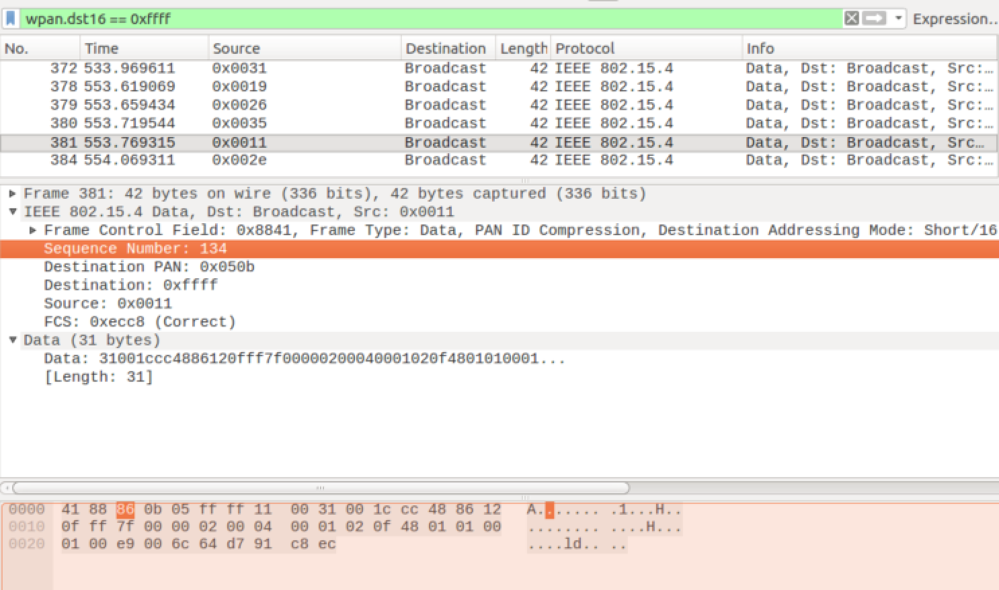 wpan.dst16 == 0xffff Expression..
No. Time Source Destination Length Protocol Info
372 533.969611 0x0031 Broadcast 42 IEEE 802.15.4 Data, Dst: Broadcast, Src:…
378 553.619069 0x0019 Broadcast 42 IEEE 802.15.4 Data, Dst: Broadcast, Src:…
379 553.659434 0x0026 Broadcast 42 IEEE 802.15.4 Data, Dst: Broadcast, Src:…
380 553.719544 0x0035 Broadcast 42 IEEE 802.15.4 Data, Dst: Broadcast, Src:…
381 553.769315 0x0011 Broadcast 42 IEEE 802.15.4 Data, Dst: Broadcast, Src…
384 554.069311 0x002e Broadcast 42 IEEE 802.15.4 Data, Dst: Broadcast, Src:…
Frame 381: 42 bytes on wire (336 bits), 42 bytes captured (336 bits)
IEEE 802.15.4 Data, Dst: Broadcast, Src: 0x0011
Frame Control Field: 0x8841, Frame Type: Data, PAN ID Compression, Destination Addressing Mode: Short/16
Sequence Number: 134
Destination PAN: 0x050b
Destination: 0xffff
Source: 0x0011
FCS: 0xecc8 (Correct)
Data (31 bytes)
Data: 31001ccc4886120fff7f00000200040001020f4801010001...
[Length: 31]
0000 41 88 86 0b 05 ff ff 11 00 31 00 1c cc 48 86 12 A....... .1...H..
0010 0f ff 7f 00 00 02 00 04 00 01 02 0f 48 01 01 00 ........ ....H...
0020 01 00 e9 00 6c 64 d7 91 c8 ec ....ld.. ..